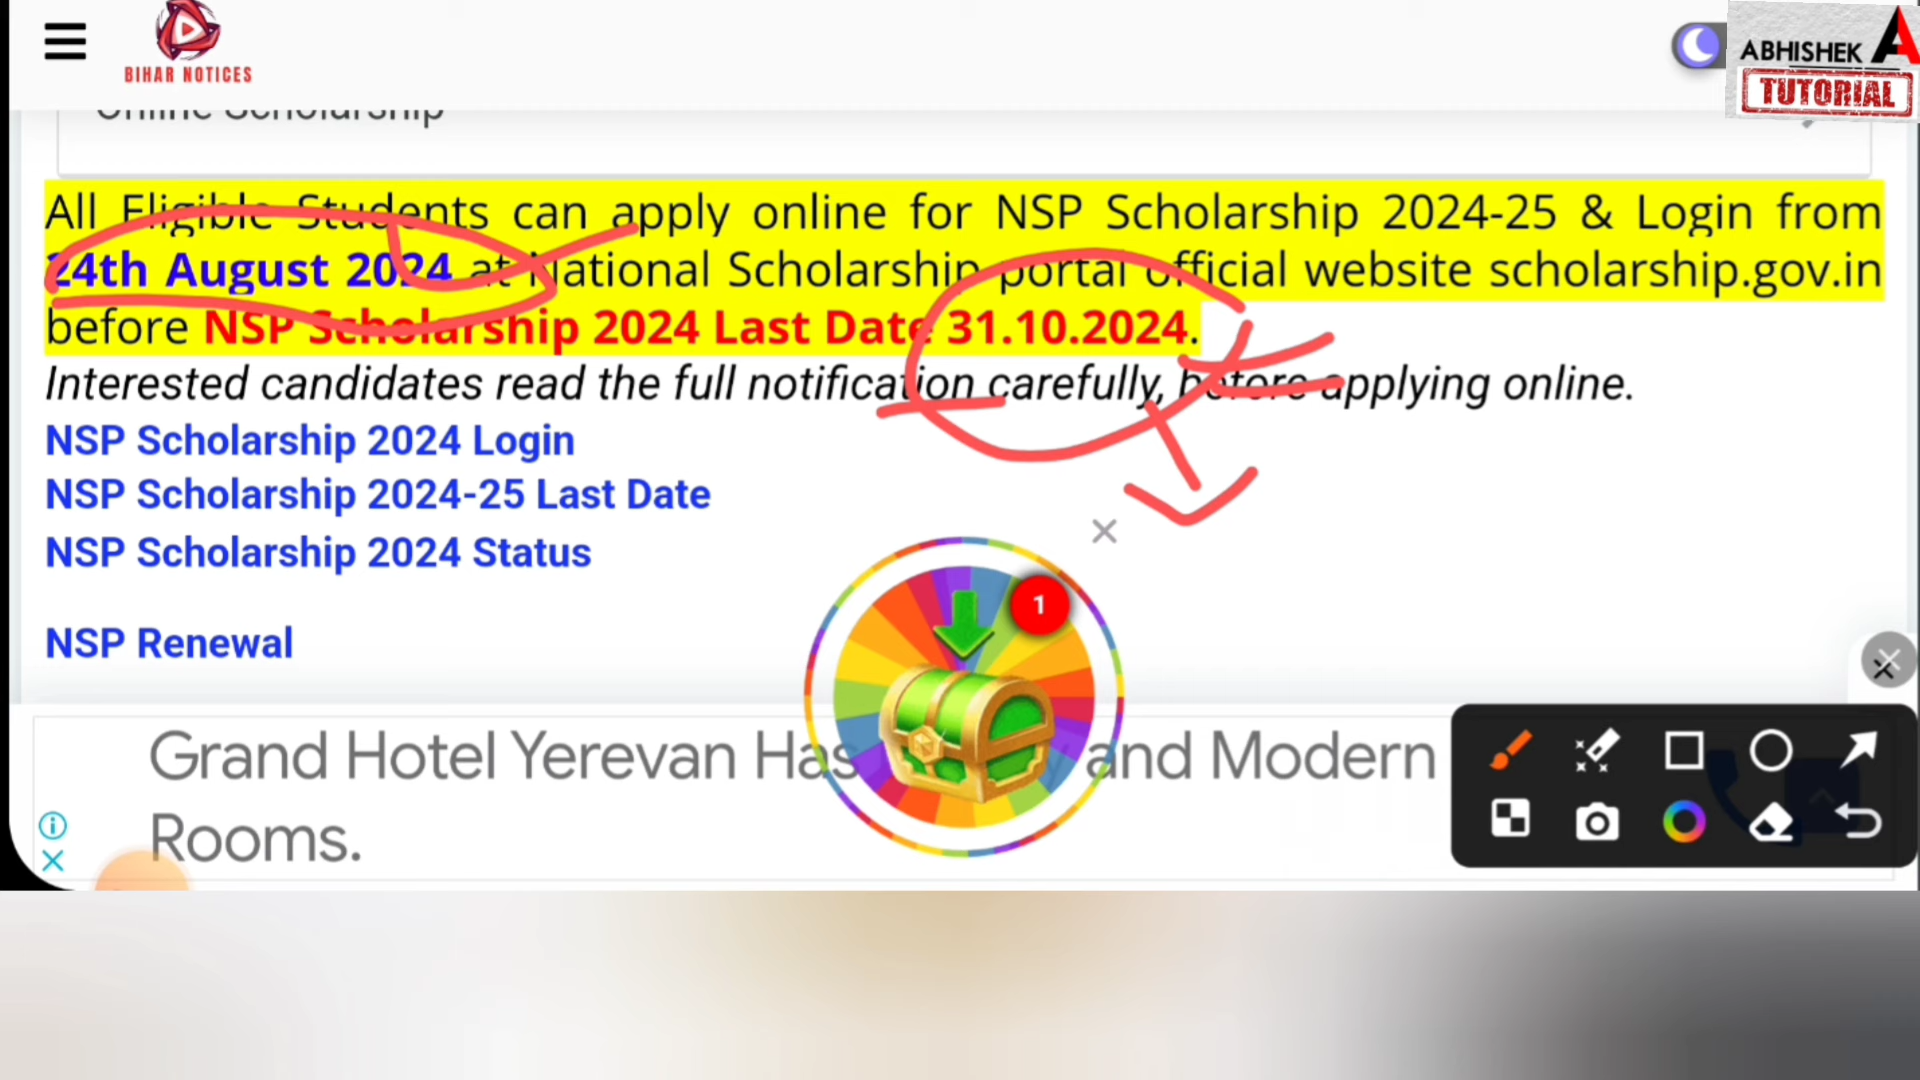 BIHAR NOTICES
ABHISHEK
TUTORIAL
Online Scholarship
All Eligible Students can apply online for NSP Scholarship 2024-25 & Login from
24th August 2024 at National Scholarship portal official website scholarship.gov.in
before NSP Scholarship 2024 Last Date 31.10.2024.
Interested candidates read the full notification carefully, before applying online.
NSP Scholarship 2024 Login
NSP Scholarship 2024-25 Last Date
NSP Scholarship 2024 Status
NSP Renewal
1
Grand Hotel Yerevan Has and Modern
Rooms.